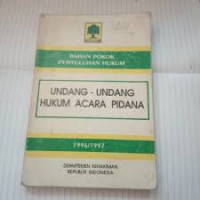 BAHAN POKOK
PENYULUHAN HUKUM
UNDANG - UNDANG
HUKUM ACARA PIDANA
1996/1997
DEPARTEMEN KEHAKIMAN
REPUBLIK INDONESIA